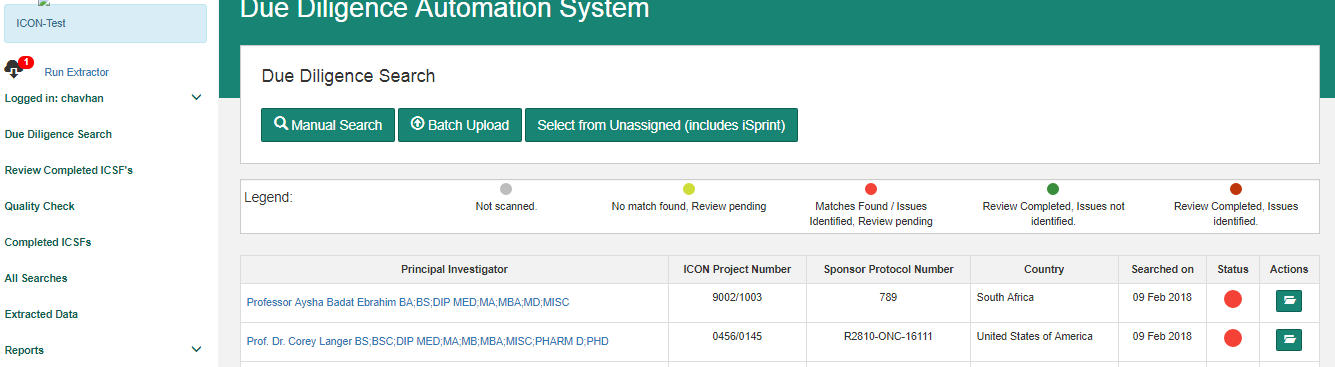 Due Diligence Automation System
ICON-Test
1
Run Extractor
Logged in: chavhan
Due Diligence Search
Review Completed ICSF's
Quality Check
Completed ICSFs
All Searches
Extracted Data
Reports
Due Diligence Search
Manual Search Batch Upload Select from Unassigned (includes iSprint)
Legend:
Not scanned.
No match found, Review pending
Matches Found / Issues
Identified, Review pending
Review Completed, Issues not
identified.
Review Completed, Issues
identified.
Principal Investigator ICON Project Number Sponsor Protocol Number Country Searched on Status Actions
Professor Aysha Badat Ebrahim BA;BS;DIP MED;MA;MBA;MD;MISC 9002/1003 789 South Africa 09 Feb 2018
Prof. Dr. Corey Langer BS;BSC;DIP MED;MA;MB;MBA;MISC;PHARM D;PHD 0456/0145 R2810-ONC-16111 United States of America 09 Feb 2018